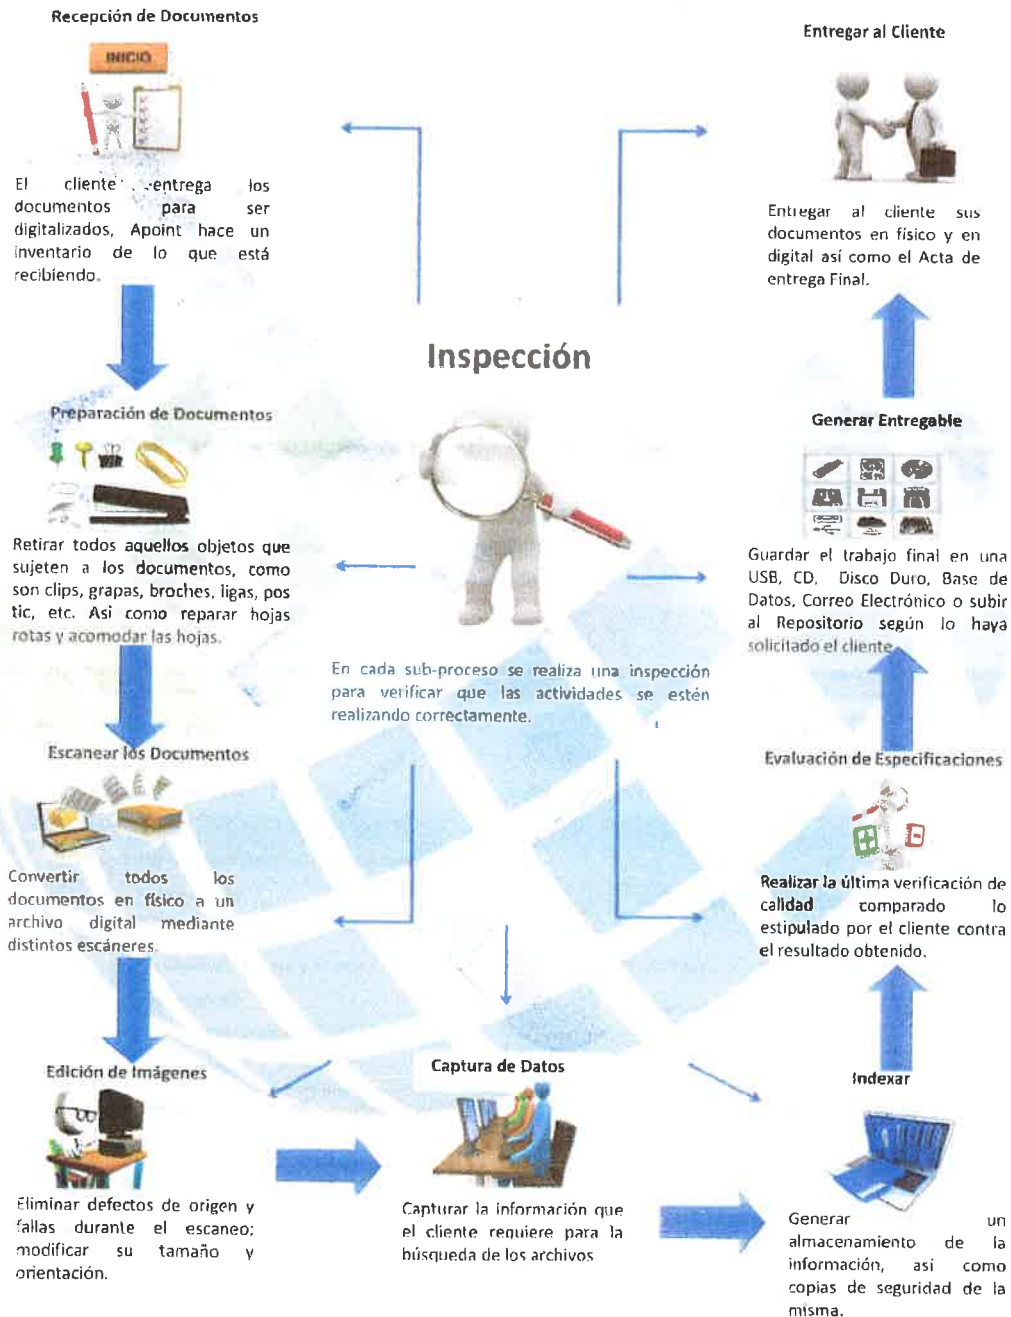 Recepción de Documentos
INICIO
El cliente entrega los
documentos para ser
digitalizados, Apoint hace un
inventario de lo que está
recibiendo.
Preparación de Documentos
Retirar todos aquellos objetos que
sujeten a los documentos, como
son clips, grapas, broches, ligas, pos
tic, etc. Asi como reparar hojas
rotas y acomodar las hojas.
Escanear los Documentos
Convertir todos los
documentos en físico a un
archivo digital mediante
distintos escáneres.
Edición de Imágenes
Eliminar defectos de origen y
fallas durante el escaneo;
modificar su tamaño y
orientación.
Inspección
En cada sub-proceso se realiza una inspección
para verificar que las actividades se estén
realizando correctamente.
Captura de Datos
Capturar la información que
el cliente requiere para la
búsqueda de los archivos
Indexar
Generar un
almacenamiento de la
información, así como
copias de seguridad de la
misma.
Evaluación de Especificaciones
Realizar la última verificación de
calidad comparado lo
estipulado por el cliente contra
el resultado obtenido.
Generar Entregable
Guardar el trabajo final en una
USB, CD, Disco Duro, Base de
Datos, Correo Electrónico o subir
al Repositorio según lo haya
solicitado el cliente
Entregar al Cliente
Entregar al cliente sus
documentos en físico y en
digital así como el Acta de
entrega Final.